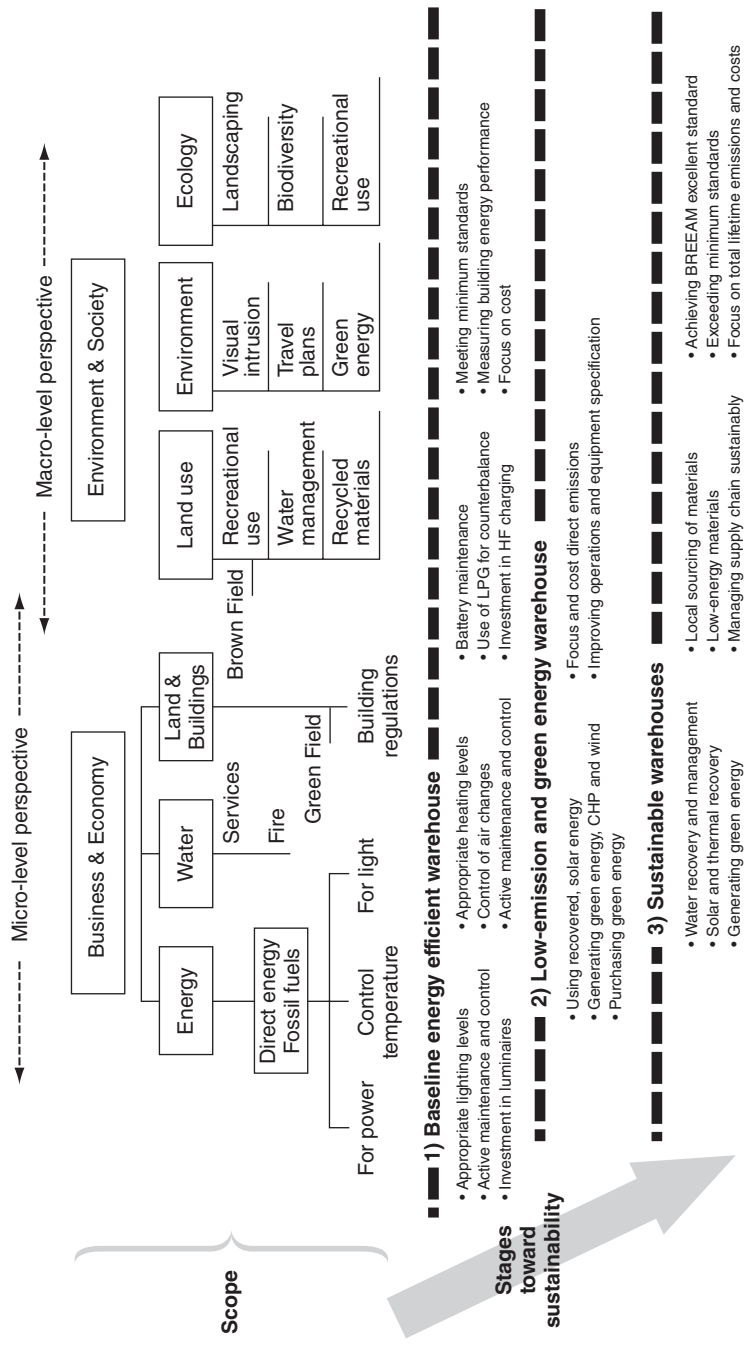 Micro-level perspective
Macro-level perspective
Scope
Business & Economy
Environment & Society
Energy
Water
Land &
Buildings
Land use
Environment
Ecology
Direct energy
Fossil fuels
For power
Control
temperature
For light
Services
Fire
Green Field
Brown Field
Building
regulations
Recreational
use
Water
management
Recycled
materials
Visual
intrusion
Travel
plans
Green
energy
Landscaping
Biodiversity
Recreational
use
Stages
toward
sustainability
1) Baseline energy efficient warehouse
• Appropriate lighting levels
• Active maintenance and control
• Investment in luminaires
• Appropriate heating levels
• Control of air changes
• Active maintenance and control
• Battery maintenance
• Use of LPG for counterbalance
• Investment in HF charging
• Meeting minimum standards
• Measuring building energy performance
• Focus on cost
2) Low-emission and green energy warehouse
• Using recovered, solar energy
• Generating green energy, CHP and wind
• Purchasing green energy
• Focus and cost direct emissions
• Improving operations and equipment specification
3) Sustainable warehouses
• Water recovery and management
• Solar and thermal recovery
• Generating green energy
• Local sourcing of materials
• Low-energy materials
• Managing supply chain sustainably
• Achieving BREEAM excellent standard
• Exceeding minimum standards
• Focus on total lifetime emissions and costs